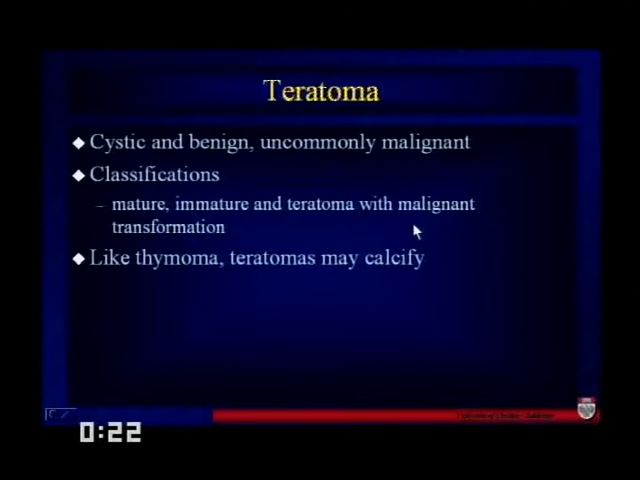 Teratoma
◆ Cystic and benign, uncommonly malignant
◆ Classifications
– mature, immature and teratoma with malignant
transformation
◆ Like thymoma, teratomas may calcify
0:22